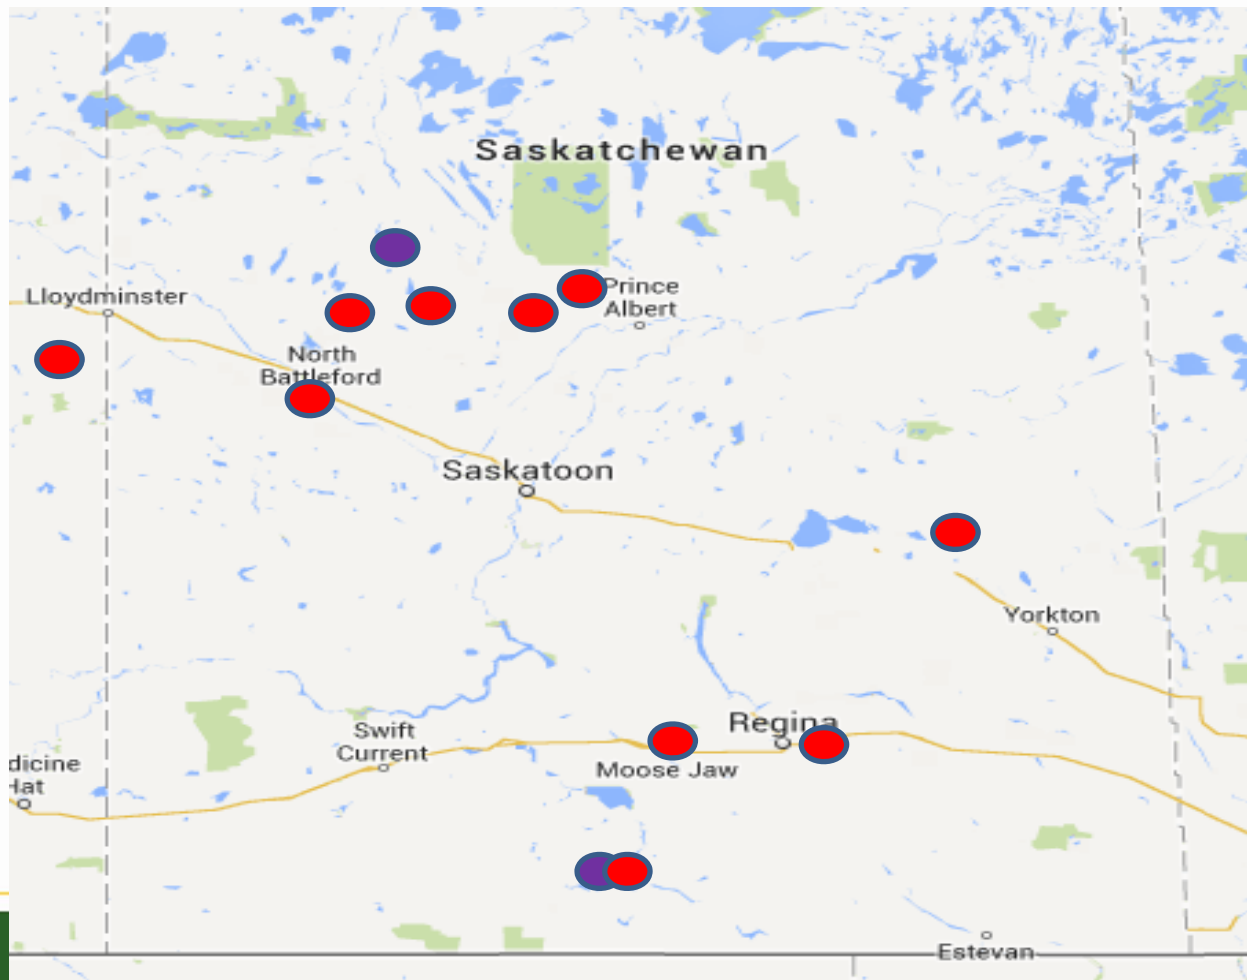 Saskatchewan
Lloydminster
Prince
Albert
North
Battleford
Saskatoon
Yorkton
Swift
Current
Regina
Moose Jaw
dicine
Hat
Estevan